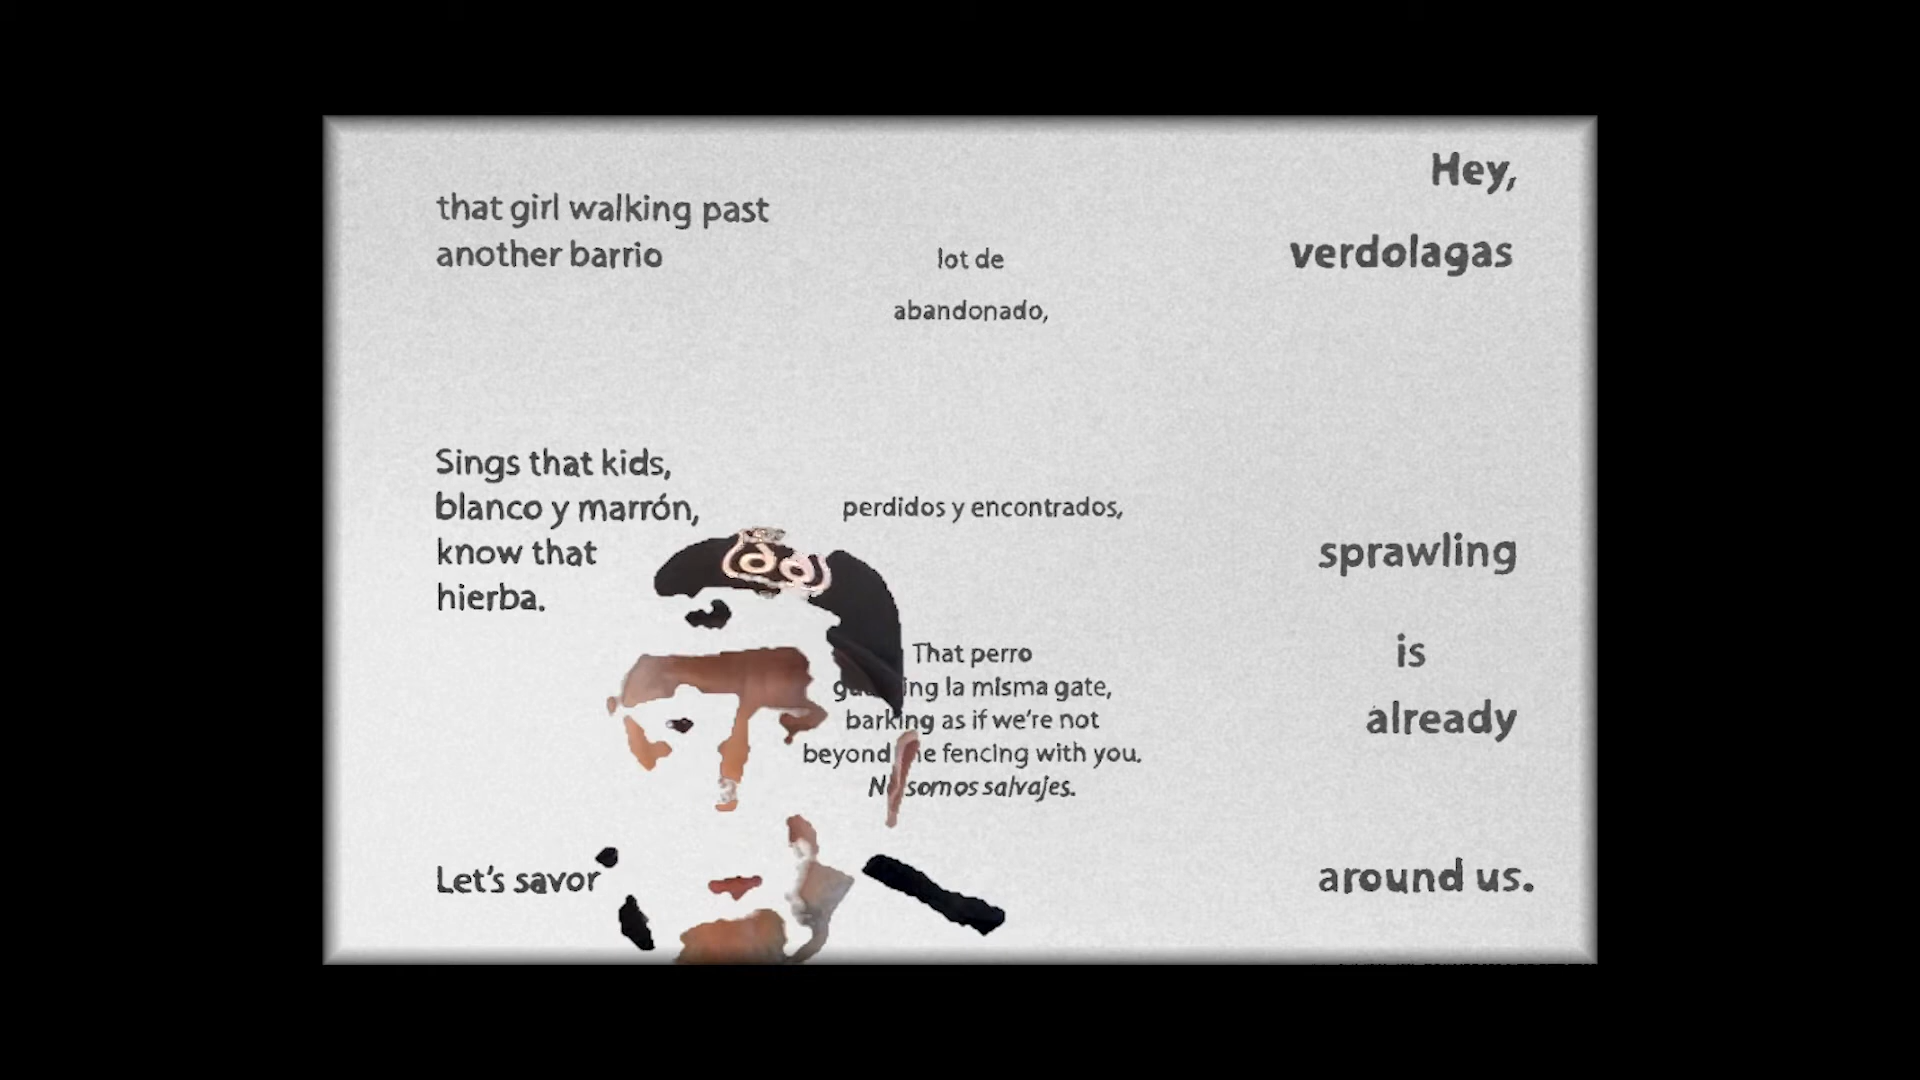 Hey,
that girl walking past
another barrio lot de verdolagas
abandonado,
Sings that kids,
blanco y marrón, perdidos y encontrados,
know that sprawling
hierba.
That perro is
la misma gate,
barking as if we're not already
beyond fencing with you.
somos salvajes.
Let's savor around us.